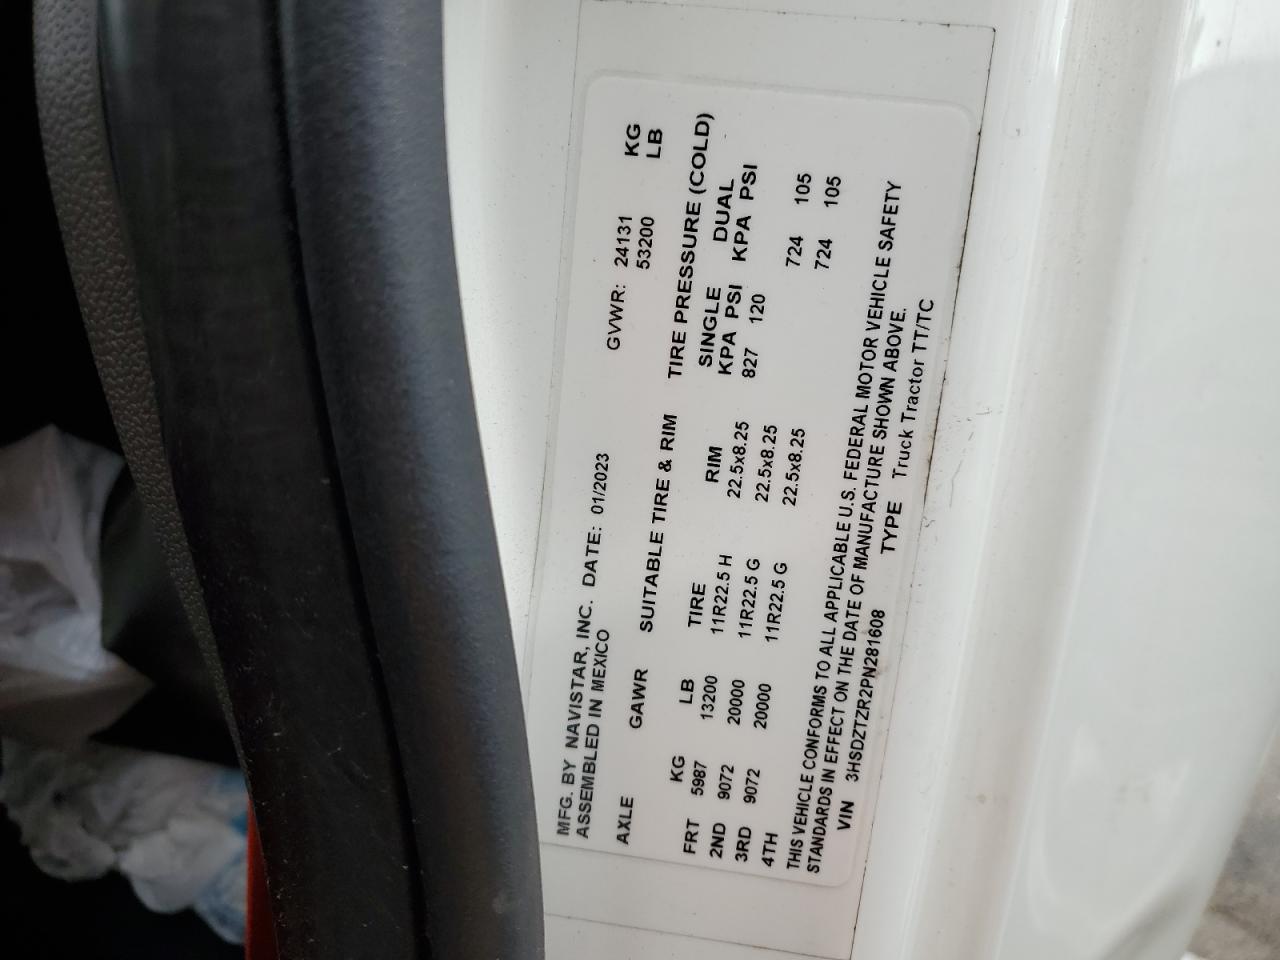 MFG. BY NAVISTAR, INC. DATE: 01/2023
ASSEMBLED IN MEXICO
GVWR: 24131 KG
53200 LB
AXLE GAWR SUITABLE TIRE & RIM TIRE PRESSURE (COLD)
SINGLE DUAL
KG LB TIRE RIM KPA PSI KPA PSI
FRT 5987 13200 11R22.5 H 22.5x8.25 827 120
2ND 9072 20000 11R22.5 G 22.5x8.25 724 105
3RD 9072 20000 11R22.5 G 22.5x8.25 724 105
4TH
THIS VEHICLE CONFORMS TO ALL APPLICABLE U.S. FEDERAL MOTOR VEHICLE SAFETY
STANDARDS IN EFFECT ON THE DATE OF MANUFACTURE SHOWN ABOVE.
VIN 3HSDZTZR2PN281608 TYPE Truck Tractor TT/TC